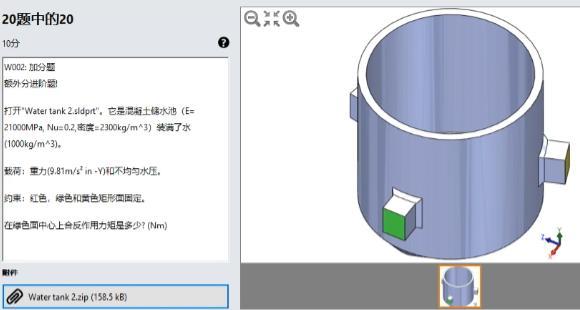 20题中的20
10分
W002: 加分题
额外分进阶题!
打开"Water tank 2.sldprt"。它是混凝土储水池（E=
21000MPa, Nu=0.2,密度=2300kg/m^3）装满了水
(1000kg/m^3)。
载荷：重力(9.81m/s² in -Y)和不均匀水压。
约束：红色，绿色和黄色矩形面固定。
在绿色面中心上合反作用力矩是多少? (Nm)
附件
Water tank 2.zip (158.5 kB)